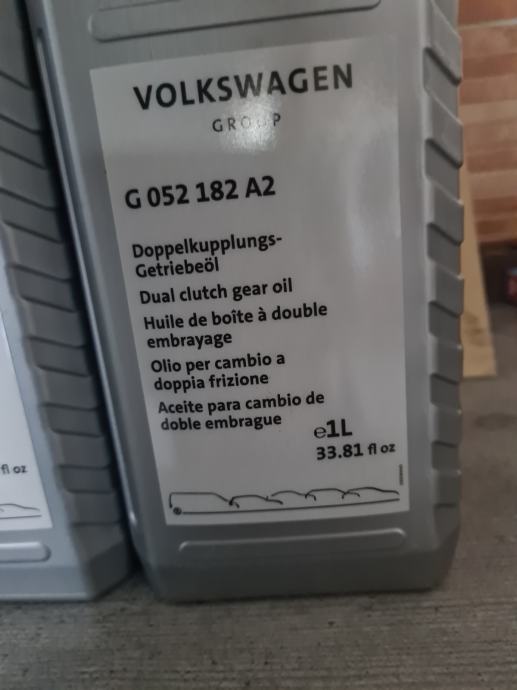 VOLKSWAGEN
GROUP
G 052 182 A2
Doppelkupplungs-
Getriebeöl
Dual clutch gear oil
Huile de boîte à double
embrayage
Olio per cambio a
doppia frizione
Aceite para cambio de
doble embrague
e1L
33.81 fl oz
fl oz